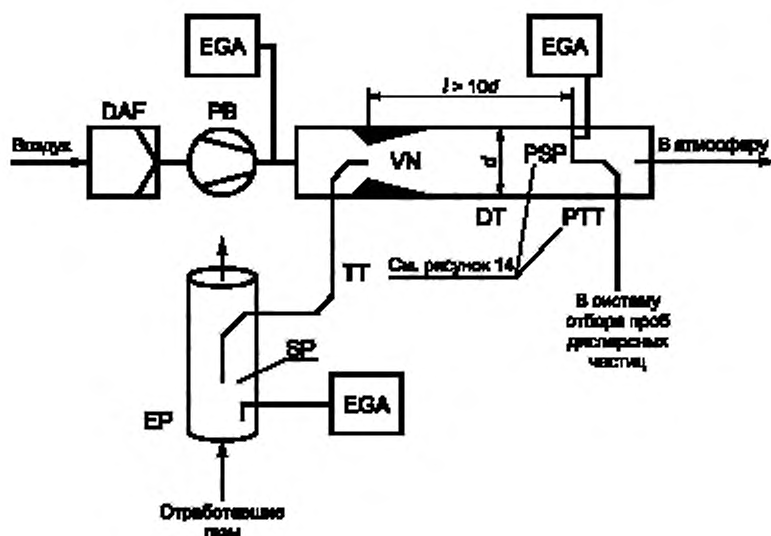 EGA
EGA
l > 10d
DAF
PB
Воздух
VN
d
PSP
В атмосферу
DT
PTT
См. рисунок 14
TT
В систему
отбора проб
дисперсных
частиц
SP
EP
EGA
Отработавшие
газы